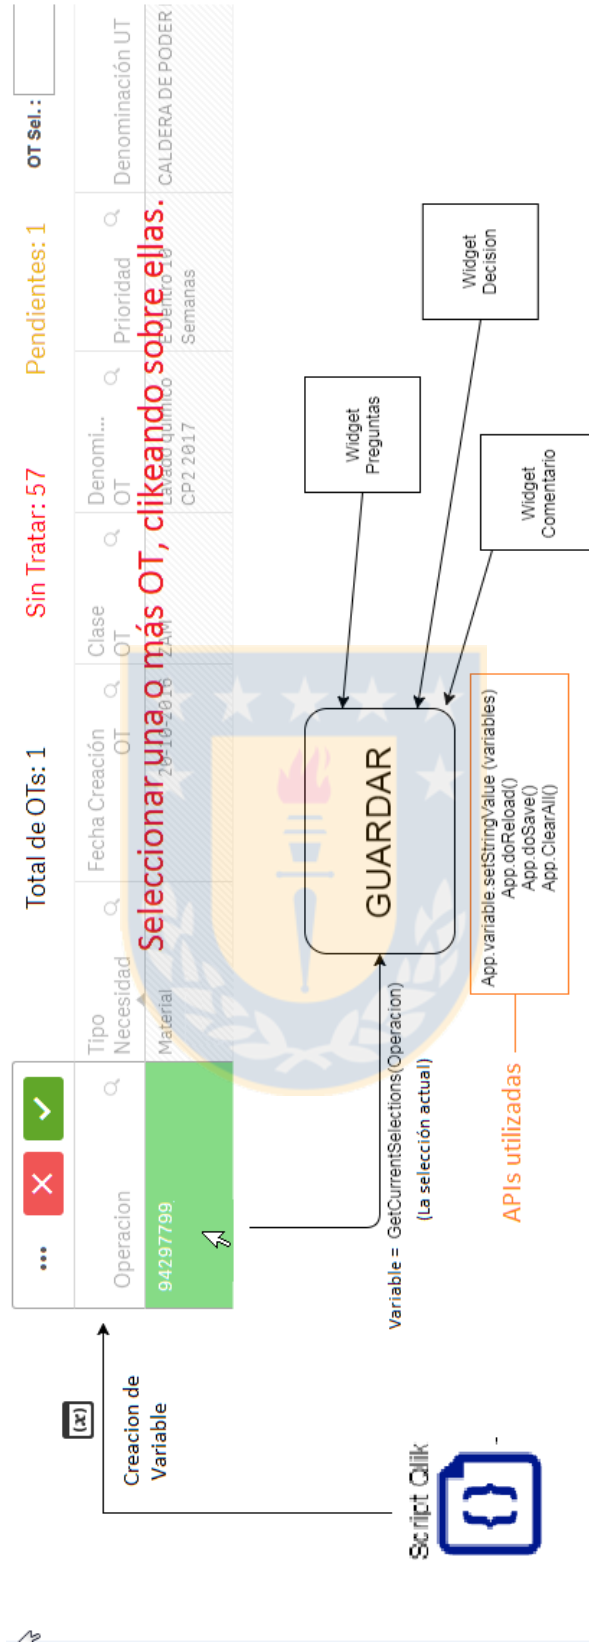 Total de OTs: 1
Sin Tratar: 57
Pendientes: 1
OT Sel. :
Operacion
Tipo
Necesidad
Fecha Creación
OT
Clase
OT
Denomi...
OT
Prioridad
Denominación UT
94297799
Material
26-10-2016
ZAM
Lavado químico
CP2 2017
E Dentro 16
Semanas
CALDERA DE PODER
Seleccionar una o más OT, clikeando sobre ellas.
(x)
Creacion de
Variable
Script Qlik
{}
Variable = GetCurrentSelections(Operacion)
(La selección actual)
GUARDAR
Widget
Preguntas
Widget
Decision
Widget
Comentario
APIs utilizadas
App.variable.setStringValue (variables)
App.doReload()
App.doSave()
App.ClearAll()